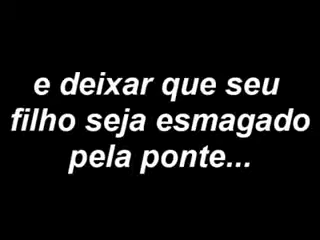 e deixar que seu
filho seja esmagado
pela ponte...